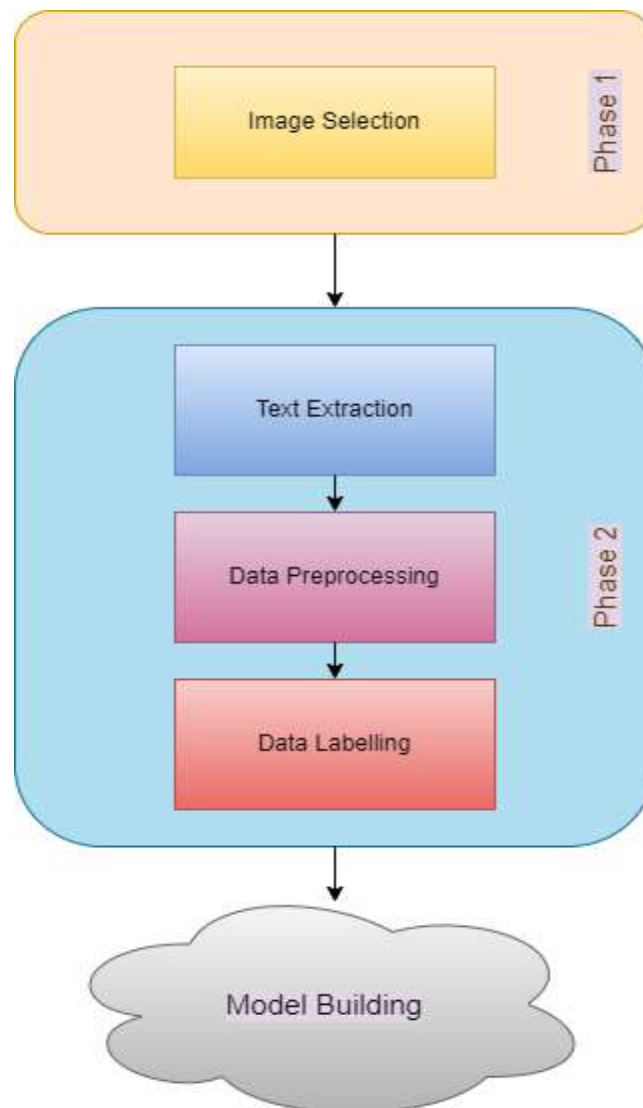 Image Selection
Phase 1
Text Extraction
Data Preprocessing
Phase 2
Data Labelling
Model Building